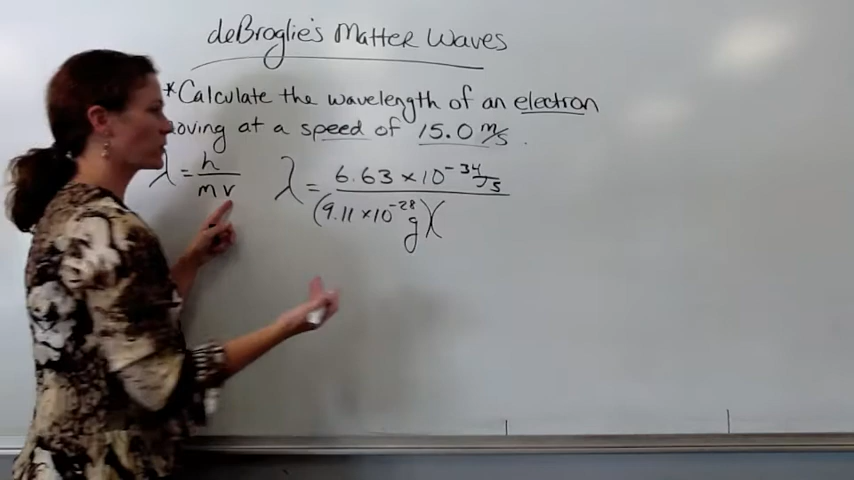 deBroglie's Matter Waves
*Calculate the wavelength of an electron
moving at a speed of 15.0 m/s.
λ = h / mv λ = 6.63 × 10⁻³⁴ Js / (9.11 × 10⁻²⁸ g)(